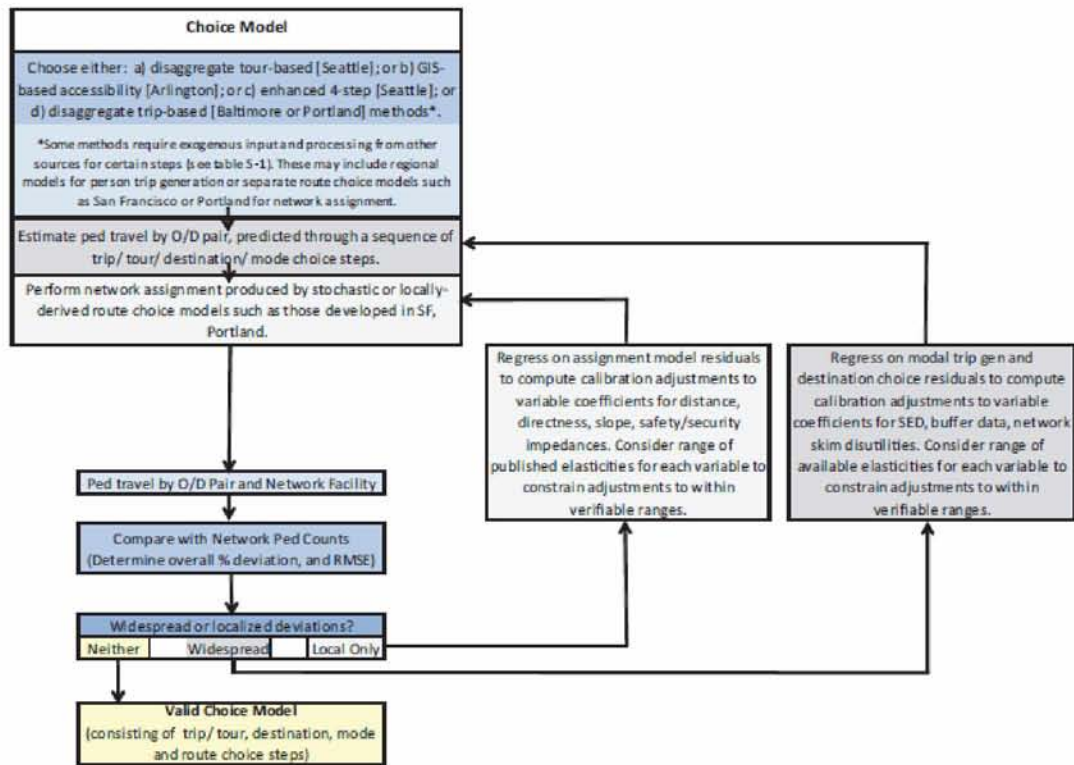 Choice Model
Choose either: a) disaggregate tour-based [Seattle]; or b) GIS-
based accessibility [Arlington]; or c) enhanced 4-step [Seattle]; or
d) disaggregate trip-based [Baltimore or Portland] methods*.
*Some methods require exogenous input and processing from other
sources for certain steps (see table 5-1). These may include regional
models for person trip generation or separate route choice models such
as San Francisco or Portland for network assignment.
Estimate ped travel by O/D pair, predicted through a sequence of
trip/ tour/ destination/ mode choice steps.
Perform network assignment produced by stochastic or locally-
derived route choice models such as those developed in SF,
Portland.
Regress on assignment model residuals
to compute calibration adjustments to
variable coefficients for distance,
directness, slope, safety/security
impedances. Consider range of
published elasticities for each variable to
constrain adjustments to within
verifiable ranges.
Regress on modal trip gen and
destination choice residuals to compute
calibration adjustments to variable
coefficients for SED, buffer data, network
skim disutilities. Consider range of
available elasticities for each variable to
constrain adjustments to within
verifiable ranges.
Ped travel by O/D Pair and Network Facility
Compare with Network Ped Counts
(Determine overall % deviation, and RMSE)
Widespread or localized deviations?
Neither Widespread Local Only
Valid Choice Model
(consisting of trip/ tour, destination, mode
and route choice steps)